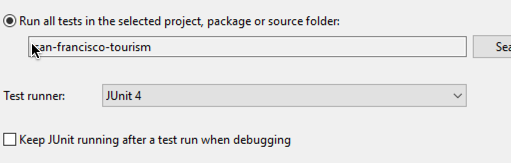 Run all tests in the selected project, package or source folder:
an-francisco-tourism
Test runner:
JUnit 4
Keep JUnit running after a test run when debugging